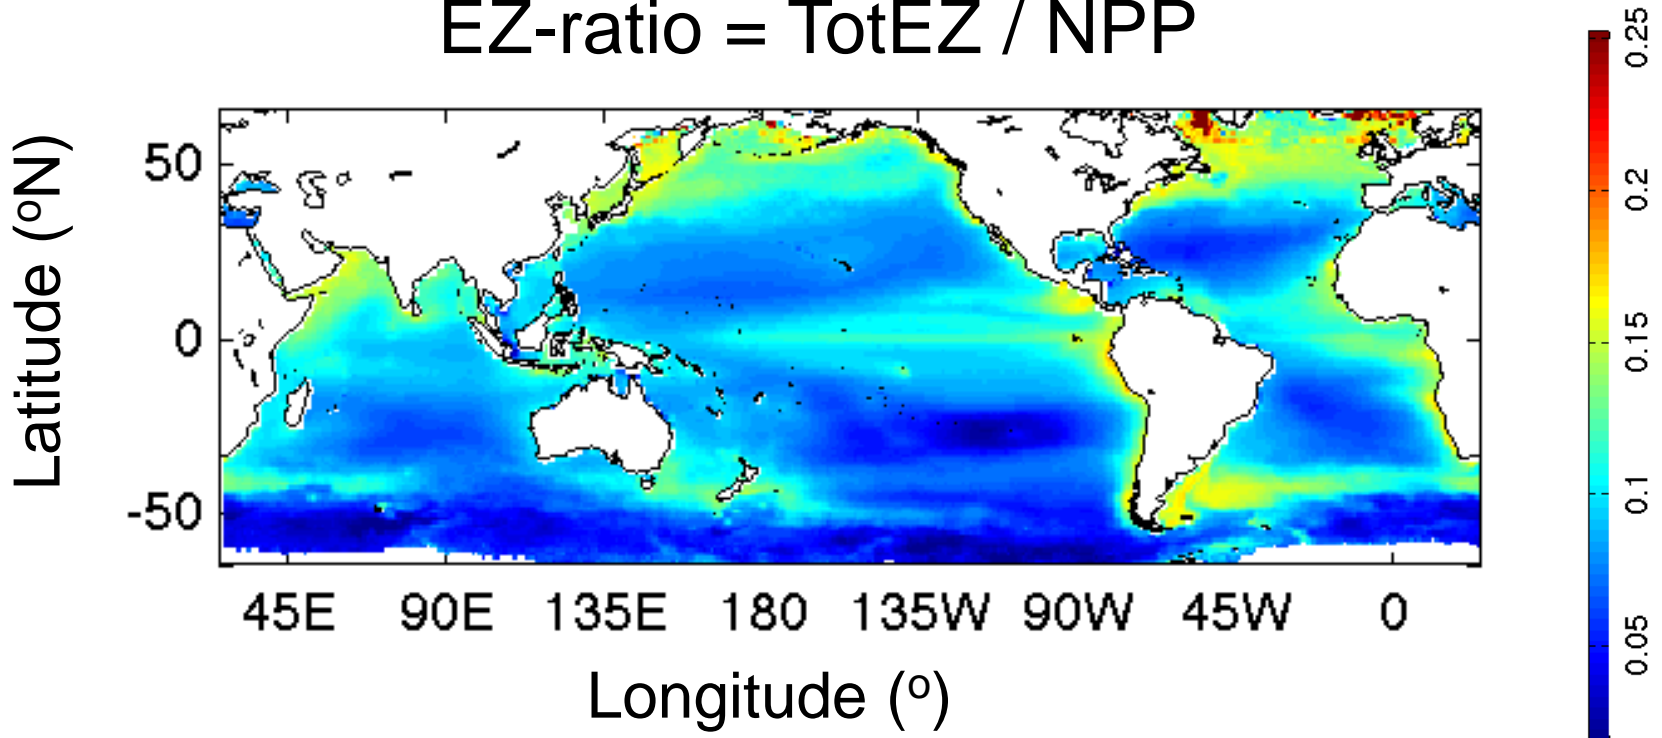 EZ-ratio = TotEZ / NPP
Latitude (ºN)
50
0
-50
45E 90E 135E 180 135W 90W 45W 0
Longitude (º)
0.25
0.2
0.15
0.1
0.05